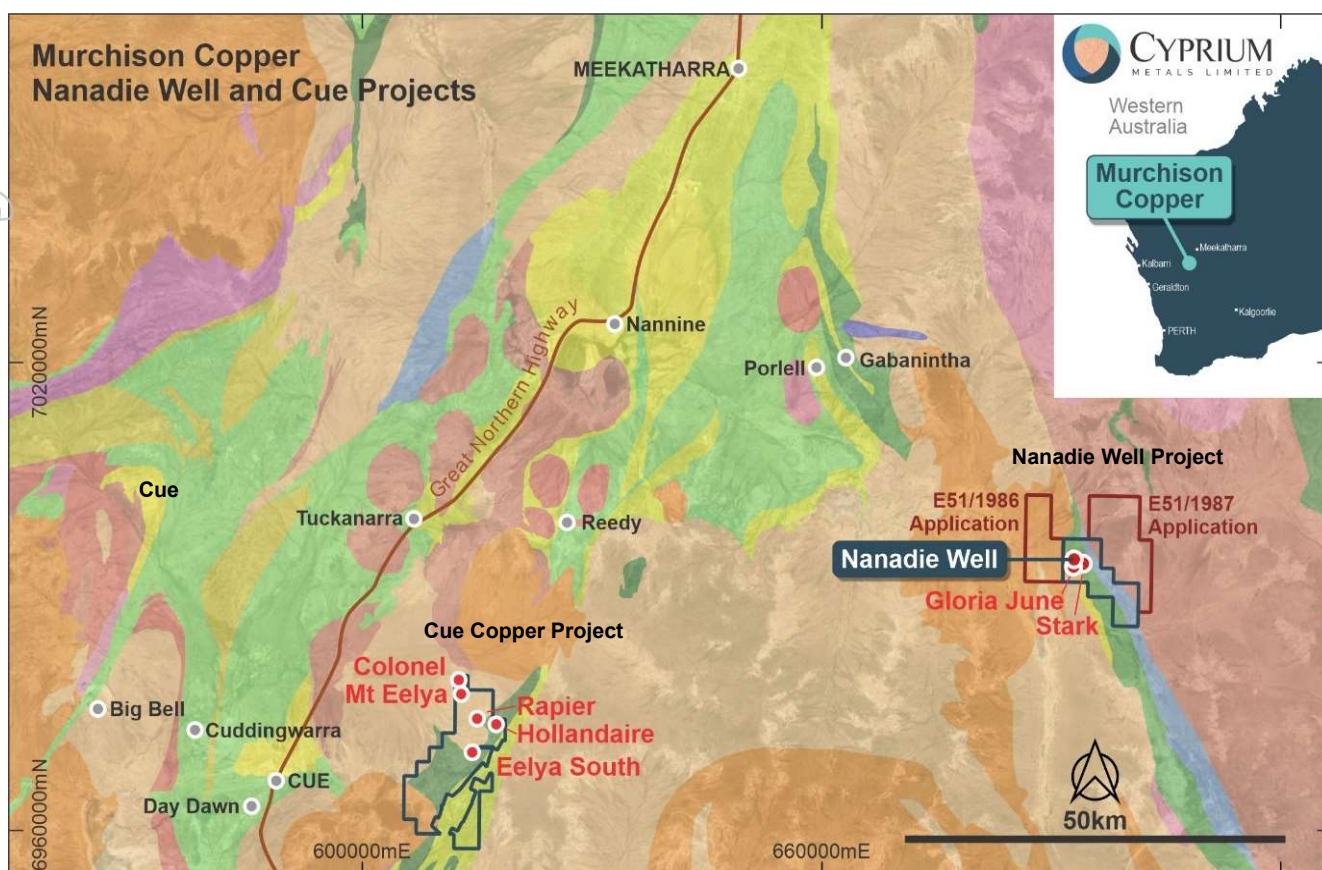 Murchison Copper
Nanadie Well and Cue Projects
MEEKATHARRA
CYPRIUM
METALS LIMITED
Western
Australia
Murchison
Copper
Meekatharra
Kalbarri
Geraldton
Kalgoorlie
PERTH
7020000mN
Great Northern Highway
Nannine
Porlell
Gabanintha
Nanadie Well Project
Cue
E51/1986
Application
E51/1987
Application
Tuckanarra
Reedy
Nanadie Well
Gloria June
Stark
Cue Copper Project
Colonel
Mt Eelya
Rapier
Hollandaire
Eelya South
Big Bell
Cuddingwarra
CUE
Day Dawn
50km
6960000mN
600000mE
660000mE